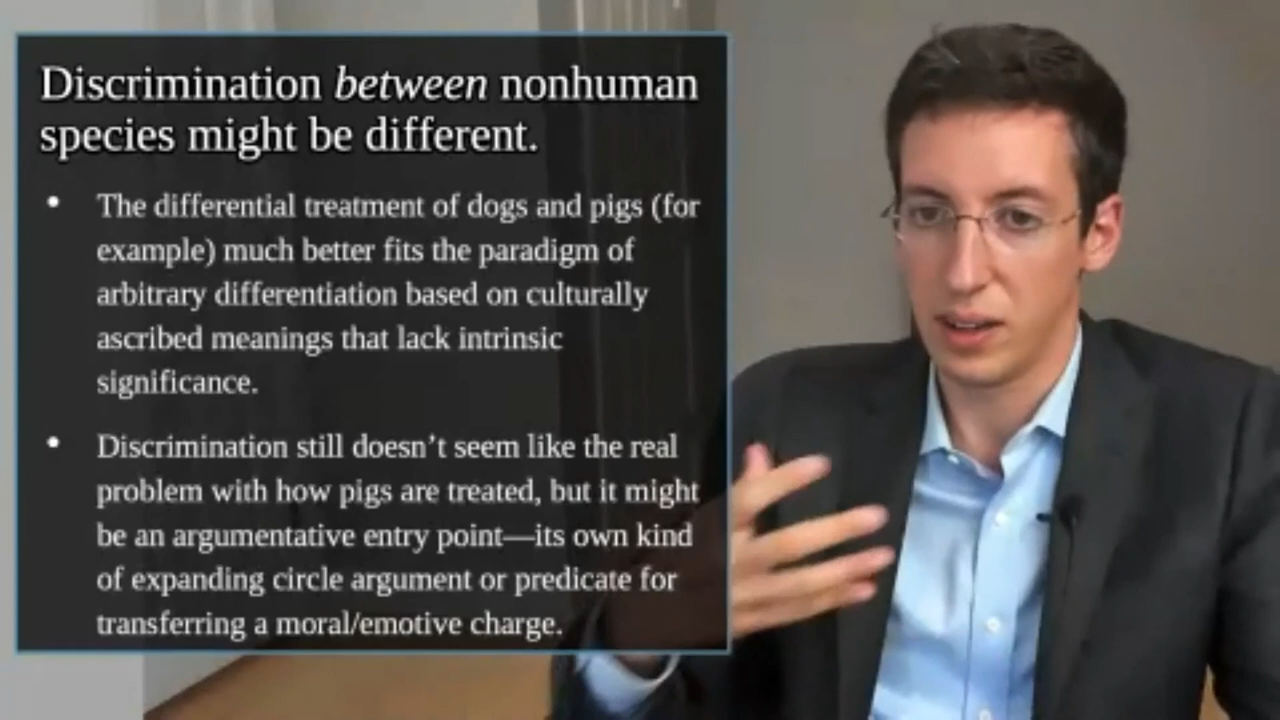 Discrimination between nonhuman
species might be different.
• The differential treatment of dogs and pigs (for
example) much better fits the paradigm of
arbitrary differentiation based on culturally
ascribed meanings that lack intrinsic
significance.
• Discrimination still doesn’t seem like the real
problem with how pigs are treated, but it might
be an argumentative entry point—its own kind
of expanding circle argument or predicate for
transferring a moral/emotive charge.